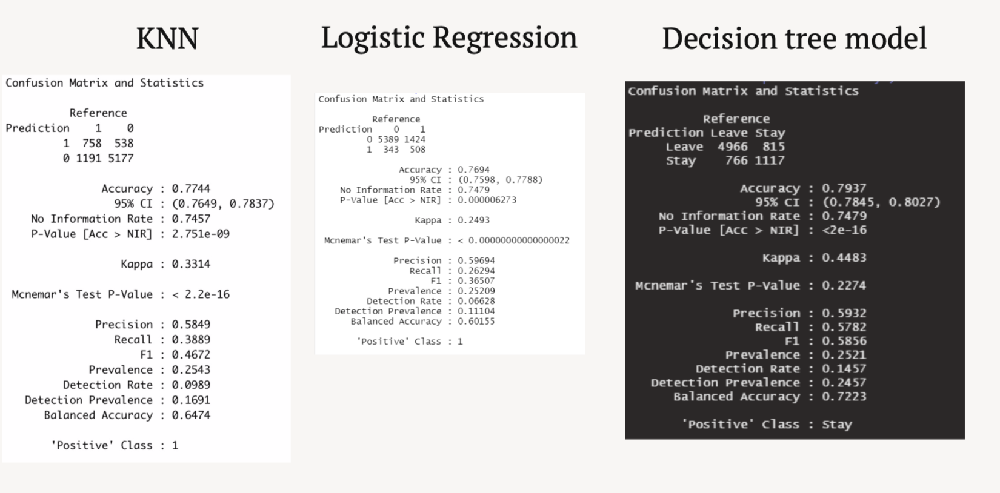 KNN
Confusion Matrix and Statistics
Reference
Prediction 1 0
1 758 538
0 1191 5177
Accuracy : 0.7744
95% CI : (0.7649, 0.7837)
No Information Rate : 0.7457
P-Value [Acc > NIR] : 2.751e-09
Kappa : 0.3314
Mcnemar's Test P-Value : < 2.2e-16
Precision : 0.5849
Recall : 0.3889
F1 : 0.4672
Prevalence : 0.2543
Detection Rate : 0.0989
Detection Prevalence : 0.1691
Balanced Accuracy : 0.6474
'Positive' Class : 1
Logistic Regression
Confusion Matrix and Statistics
Reference
Prediction 0 1
0 5389 1424
1 343 508
Accuracy : 0.7694
95% CI : (0.7598, 0.7788)
No Information Rate : 0.7479
P-Value [Acc > NIR] : 0.000006273
Kappa : 0.2493
Mcnemar's Test P-Value : < 0.00000000000000022
Precision : 0.59694
Recall : 0.26294
F1 : 0.36507
Prevalence : 0.25209
Detection Rate : 0.06628
Detection Prevalence : 0.11104
Balanced Accuracy : 0.60155
'Positive' Class : 1
Decision tree model
Confusion Matrix and Statistics
Reference
Prediction Leave Stay
Leave 4966 815
Stay 766 1117
Accuracy : 0.7937
95% CI : (0.7845, 0.8027)
No Information Rate : 0.7479
P-Value [Acc > NIR] : <2e-16
Kappa : 0.4483
Mcnemar's Test P-Value : 0.2274
Precision : 0.5932
Recall : 0.5782
F1 : 0.5856
Prevalence : 0.2521
Detection Rate : 0.1457
Detection Prevalence : 0.2457
Balanced Accuracy : 0.7223
'Positive' Class : Stay